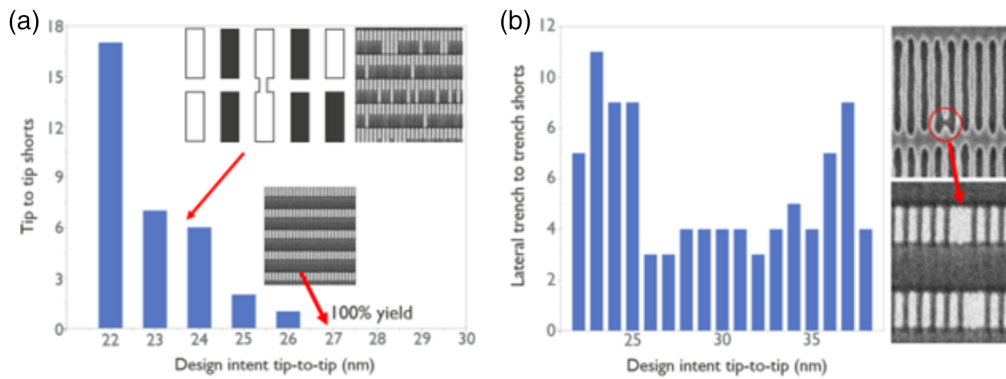 (a)
Tip to tip shorts
18
15
12
9
6
3
0
100% yield
22 23 24 25 26 27 28 29 30
Design intent tip-to-tip (nm)
(b)
Lateral trench to trench shorts
12
10
8
6
4
2
0
25 30 35
Design intent tip-to-tip (nm)